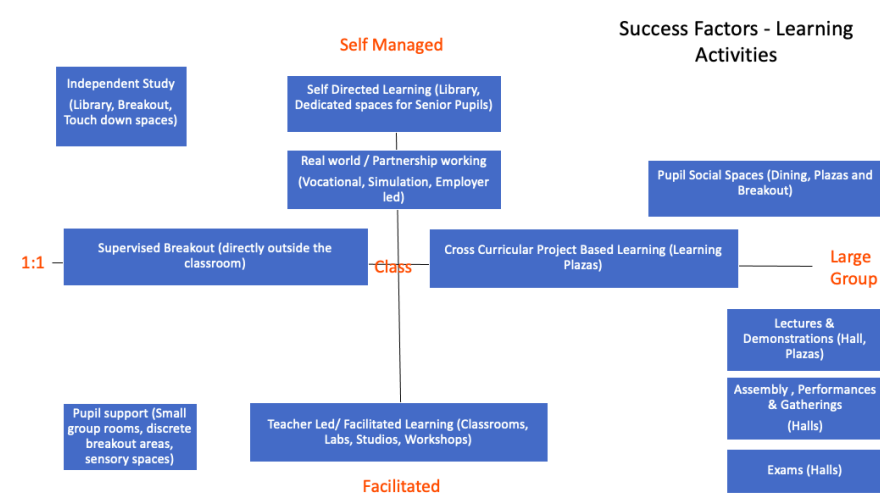 Success Factors - Learning
Activities
Self Managed
Independent Study
(Library, Breakout,
Touch down spaces)
Self Directed Learning (Library,
Dedicated spaces for Senior Pupils)
Real world / Partnership working
(Vocational, Simulation, Employer
led)
Pupil Social Spaces (Dining, Plazas and
Breakout)
1:1
Supervised Breakout (directly outside the
classroom)
Class
Cross Curricular Project Based Learning (Learning
Plazas)
Large
Group
Lectures &
Demonstrations (Hall,
Plazas)
Assembly , Performances
& Gatherings
(Halls)
Exams (Halls)
Pupil support (Small
group rooms, discrete
breakout areas,
sensory spaces)
Teacher Led/ Facilitated Learning (Classrooms,
Labs, Studios, Workshops)
Facilitated